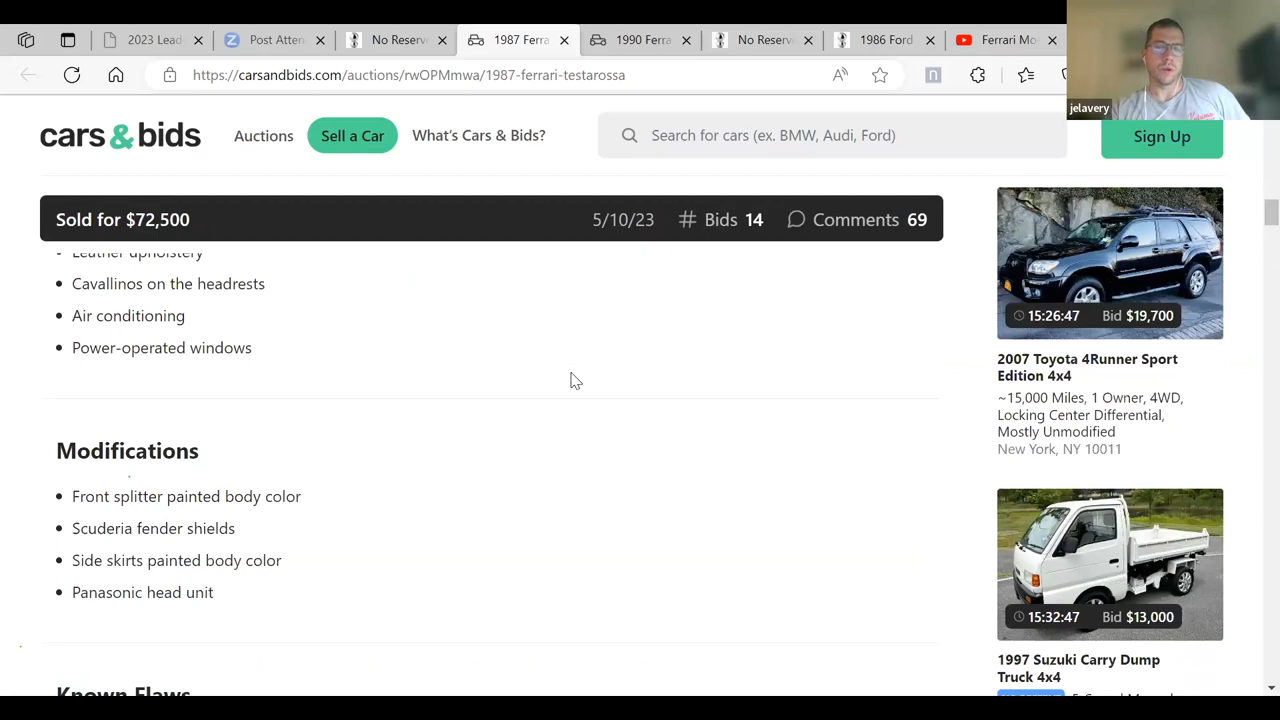 2023 Lead
Post Atten
No Reserve
1987 Ferra
1990 Ferra
No Reserve
1986 Ford
Ferrari Mo
https://carsandbids.com/auctions/rwOPMmwa/1987-ferrari-testarossa
jelavery
cars&bids
Auctions
Sell a Car
What's Cars & Bids?
Search for cars (ex. BMW, Audi, Ford)
Sign Up
Sold for $72,500
5/10/23
# Bids 14
Comments 69
Leather upholstery
Cavallinos on the headrests
Air conditioning
Power-operated windows
Modifications
Front splitter painted body color
Scuderia fender shields
Side skirts painted body color
Panasonic head unit
Known Flaws
15:26:47 Bid $19,700
2007 Toyota 4Runner Sport
Edition 4x4
~15,000 Miles, 1 Owner, 4WD,
Locking Center Differential,
Mostly Unmodified
New York, NY 10011
15:32:47 Bid $13,000
1997 Suzuki Carry Dump
Truck 4x4